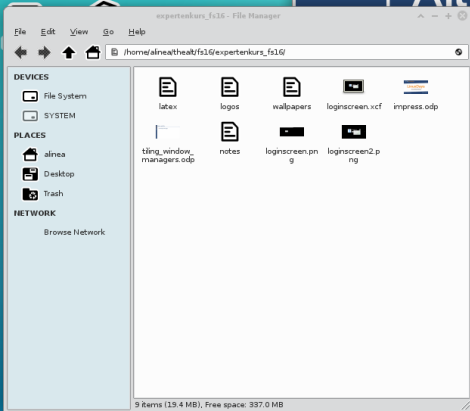 expertenkurs_fs16 - File Manager
File Edit View Go Help
/home/alinea/thealt/fs16/expertenkurs_fs16/
DEVICES
File System
SYSTEM
PLACES
alinea
Desktop
Trash
NETWORK
Browse Network
latex logos wallpapers loginscreen.xcf impress.odp
tiling_window_
managers.odp
notes
loginscreen.pn
g
loginscreen2.p
ng
9 items (19.4 MB), Free space: 337.0 MB